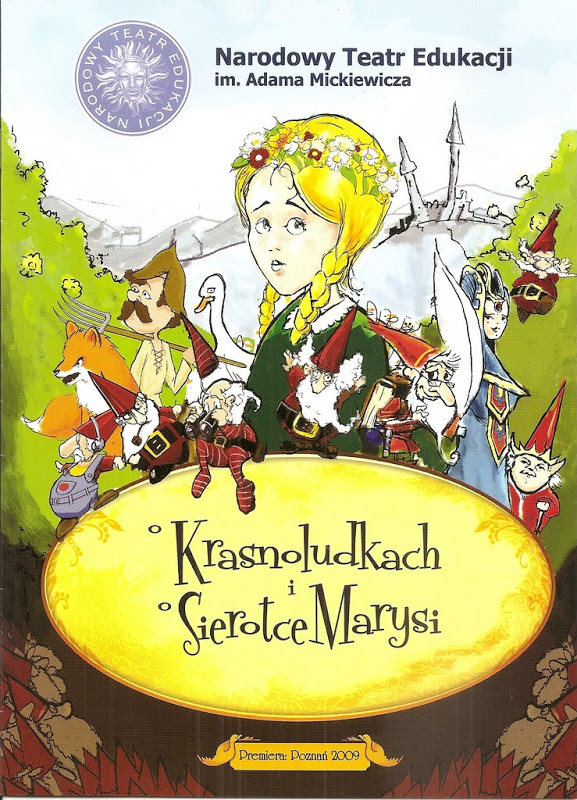 NARODOWY TEATR EDUKACJI
Narodowy Teatr Edukacji
im. Adama Mickiewicza
o Krasnoludkach
i
o Sierotce Marysi
Premiera: Poznań 2009